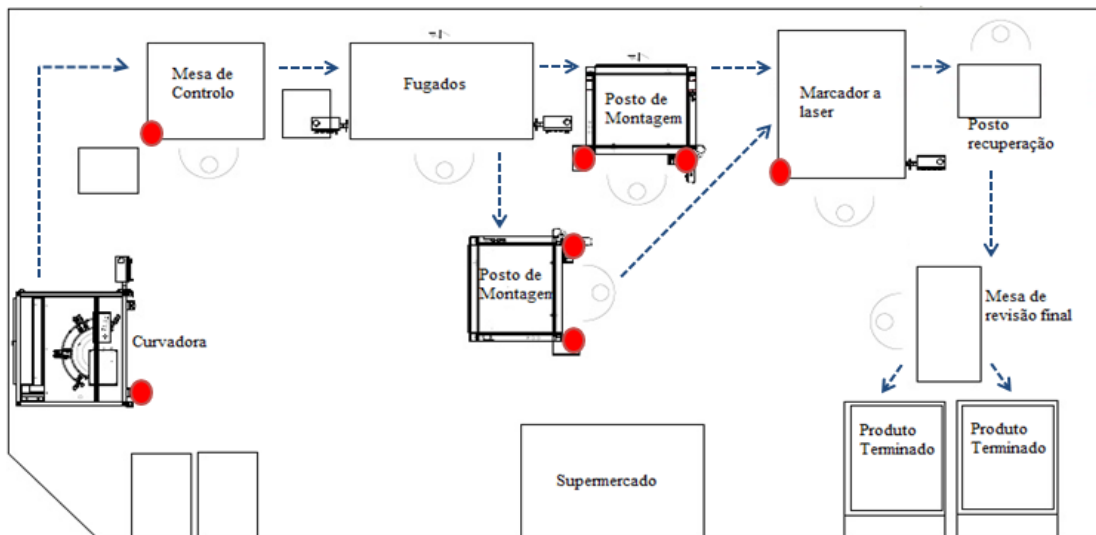 Mesa de
Controlo
Fugados
Posto de
Montagem
Marcador a
laser
Posto
recuperação
Posto de
Montagem
Curvadora
Mesa de
revisão final
Produto
Terminado
Produto
Terminado
Supermercado